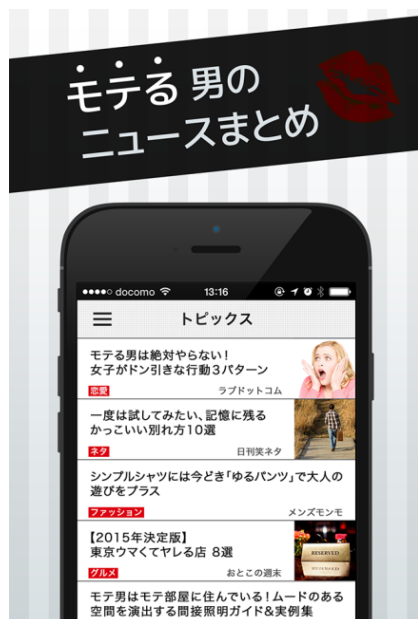 モテる男の
ニュースまとめ
docomo 13:16
トピックス
モテる男は絶対やらない!
女子がドン引きな行動3パターン
恋愛 ラブドットコム
一度は試してみたい、記憶に残る
かっこいい別れ方10選
ネタ 日刊笑ネタ
シンプルシャツには今どき「ゆるパンツ」で大人の
遊びをプラス
ファッション メンズモンモ
【2015年決定版】
東京ウマくてヤレる店 8選
グルメ おとこの週末
RESERVED
モテ男はモテ部屋に住んでいる!ムードのある
空間を演出する間接照明ガイド&実例集